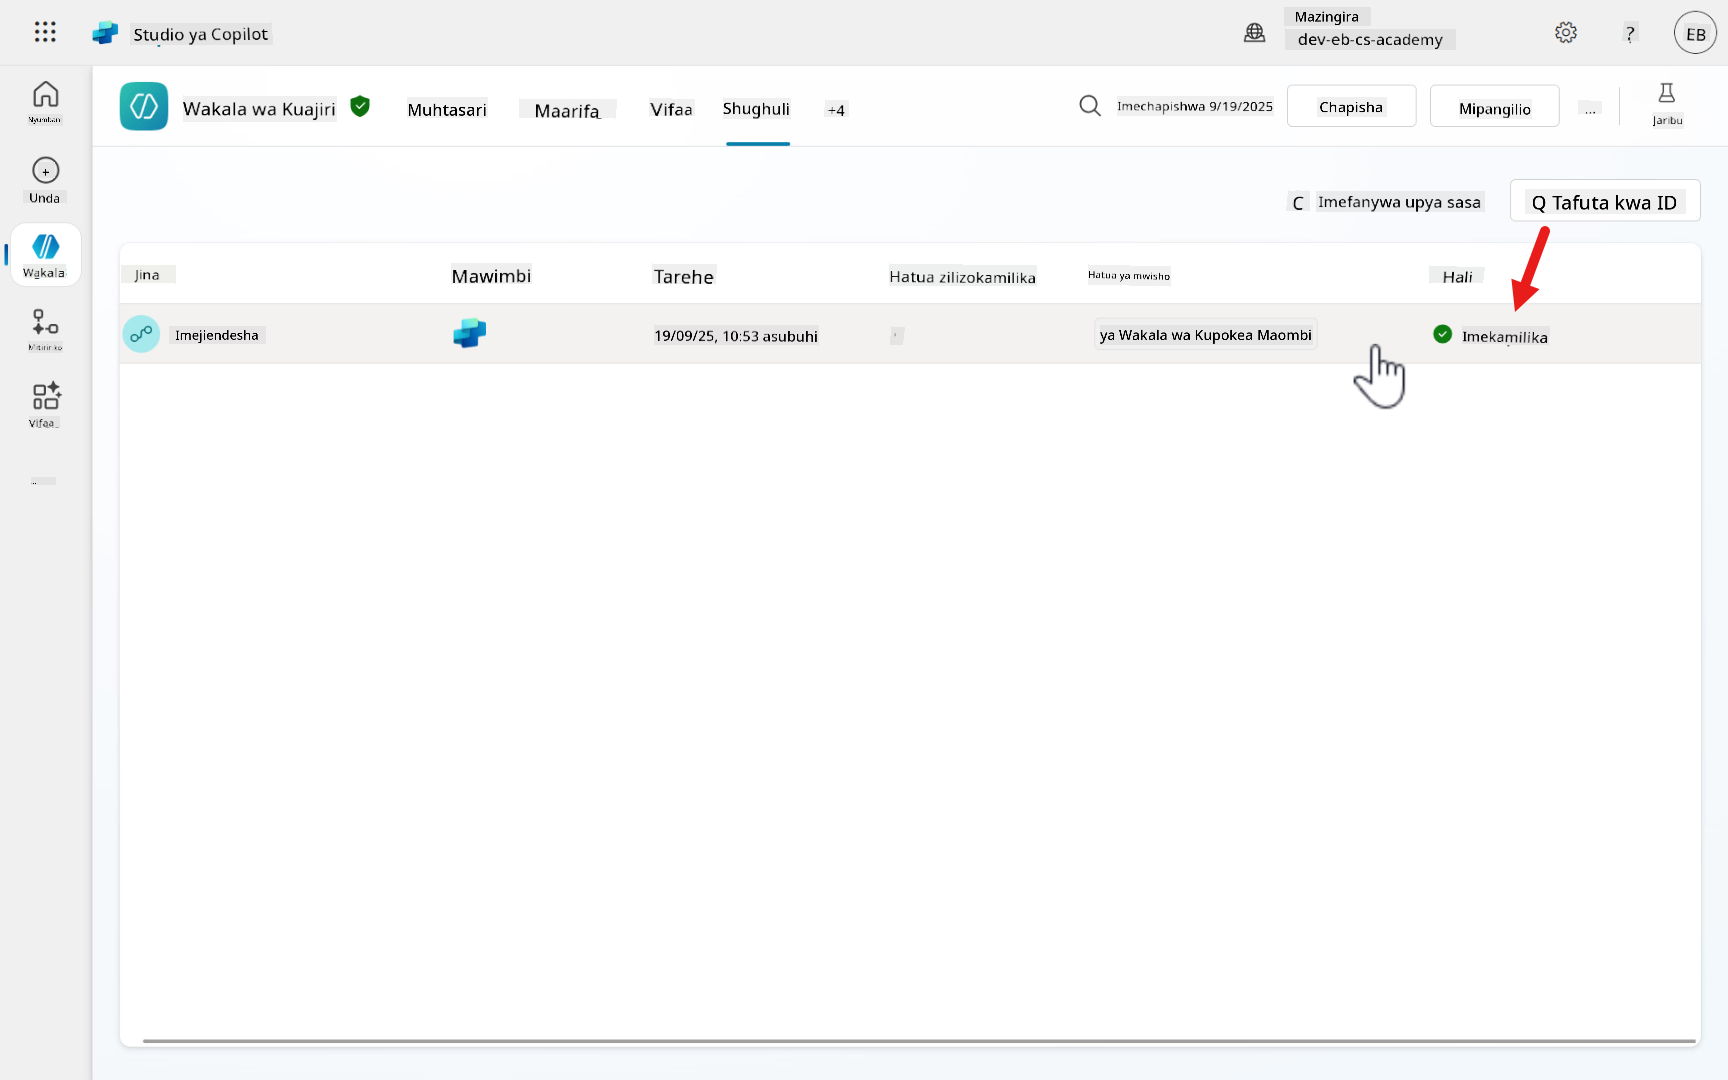 Studio ya Copilot
Mazingira
dev-eb-cs-academy
?
EB
Wakala wa Kuajiri
Muhtasari
Maarifa
Vifaa
Shughuli
+4
Imechapishwa 9/19/2025
Chapisha
Mipangilio
...
Jaribu
Unda
Wakala
Vifaa
C Imefanywa upya sasa
Q Tafuta kwa ID
Jina
Mawimbi
Tarehe
Hatua zilizokamilika
Hatua ya mwisho
Hali
Imejiendesha
19/09/25, 10:53 asubuhi
ya Wakala wa Kupokea Maombi
Imekamilika